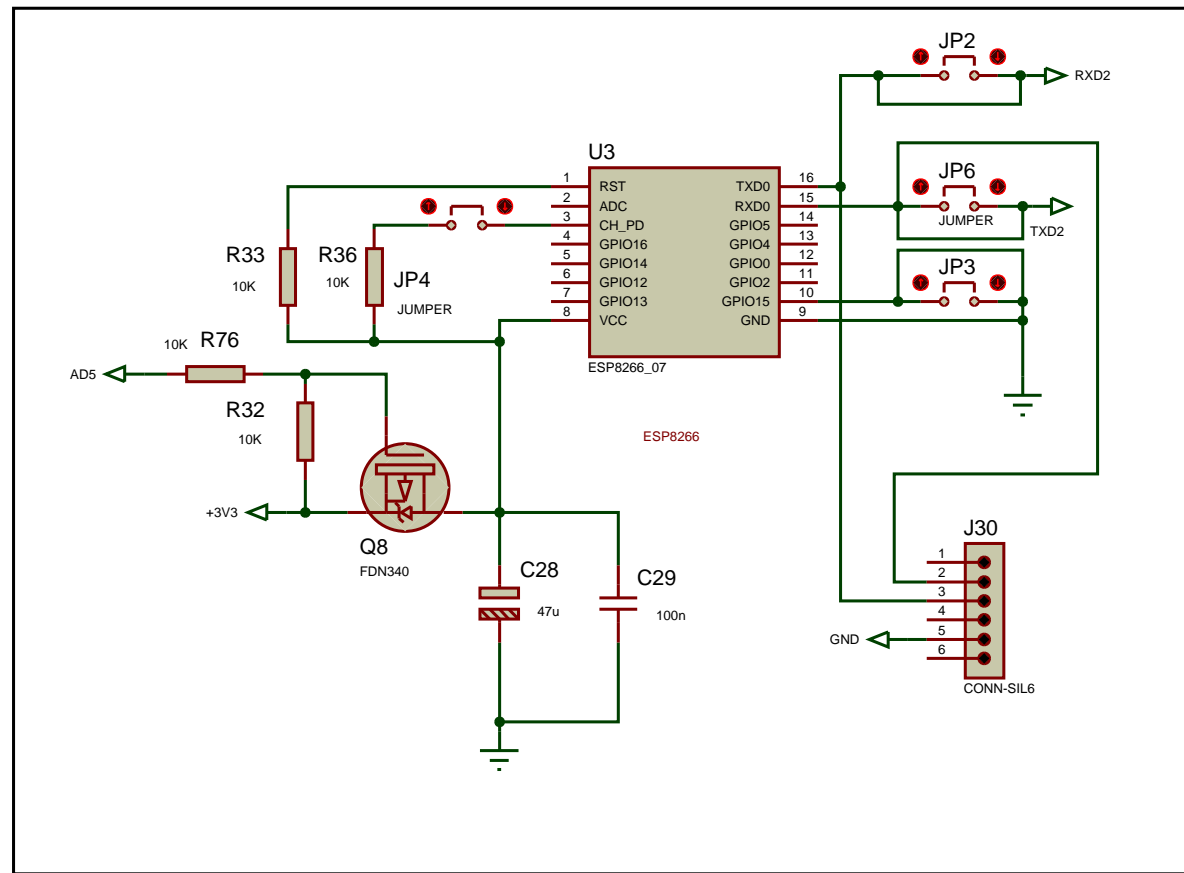 JP2
RXD2
U3
1 RST TXD0 16
2 ADC RXD0 15
3 CH_PD GPIO5 14
4 GPIO16 GPIO4 13
5 GPIO14 GPIO0 12
6 GPIO12 GPIO2 11
7 GPIO13 GPIO15 10
8 VCC GND 9
ESP8266_07
ESP8266
JP6
JUMPER
TXD2
JP3
R33
10K
R36
10K
JP4
JUMPER
10K R76
AD5
R32
10K
+3V3
Q8
FDN340
C28
47u
C29
100n
J30
1
2
3
4
5
6
GND
CONN-SIL6